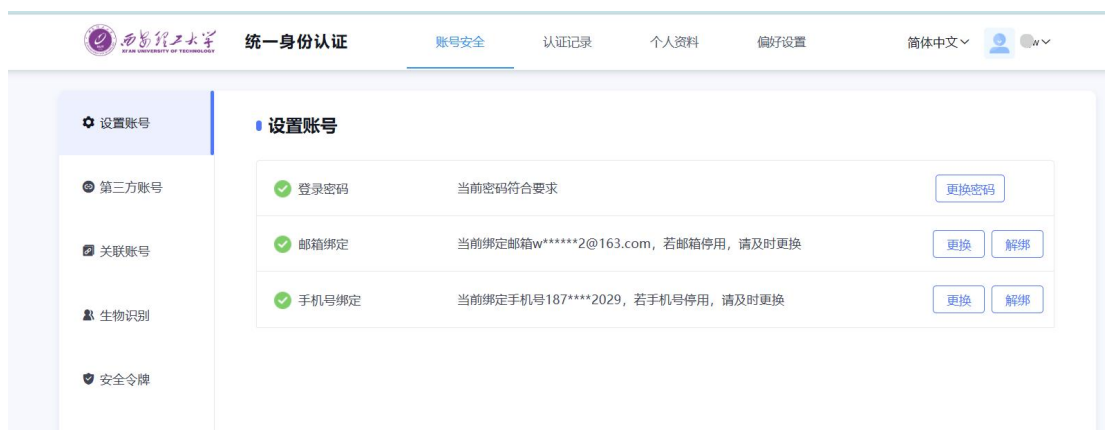 西安理工大学
XI'AN UNIVERSITY OF TECHNOLOGY
统一身份认证
账号安全
认证记录
个人资料
偏好设置
简体中文
w
设置账号
第三方账号
关联账号
生物识别
安全令牌
设置账号
登录密码 当前密码符合要求 更换密码
邮箱绑定 当前绑定邮箱w******2@163.com，若邮箱停用，请及时更换 更换 解绑
手机号绑定 当前绑定手机号187****2029，若手机号停用，请及时更换 更换 解绑